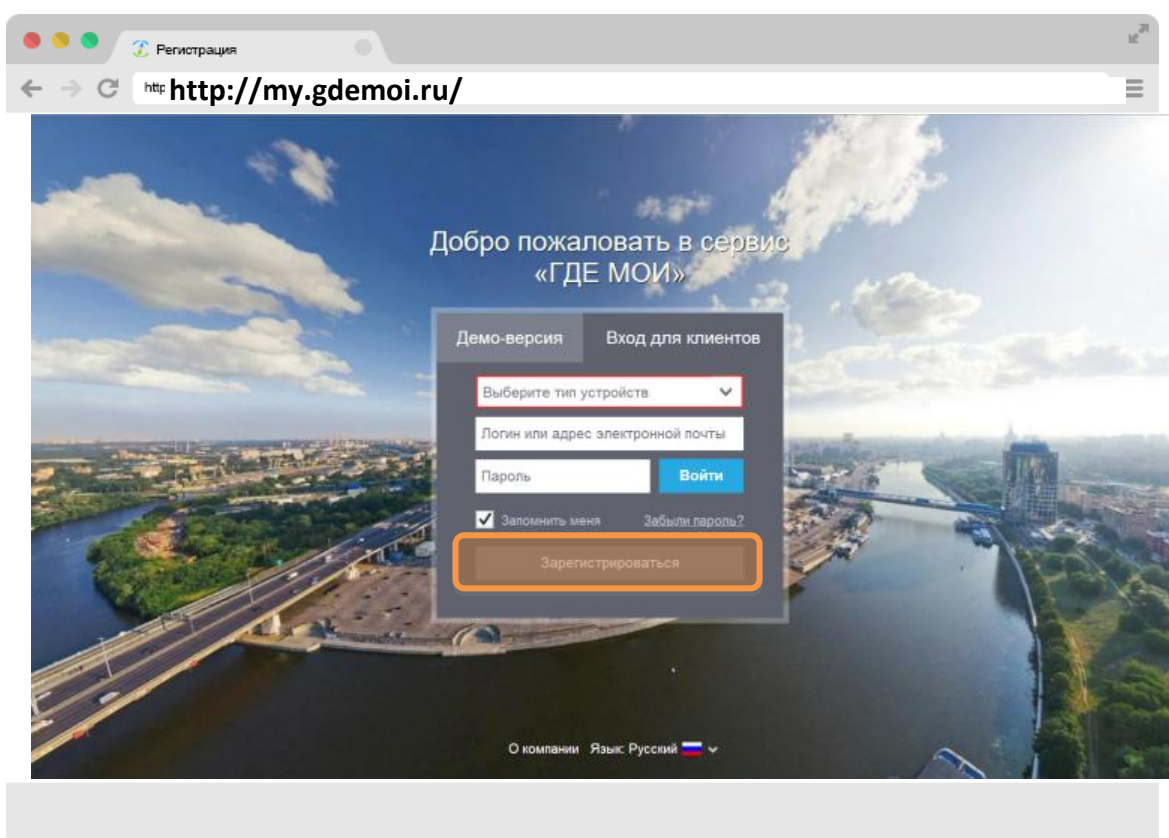 Регистрация
http http://my.gdemoi.ru/
Добро пожаловать в сервис
«ГДЕ МОИ»
Демо-версия Вход для клиентов
Выберите тип устройств
Логин или адрес электронной почты
Пароль Войти
Запомнить меня Забыли пароль?
Зарегистрироваться
О компании Язык: Русский